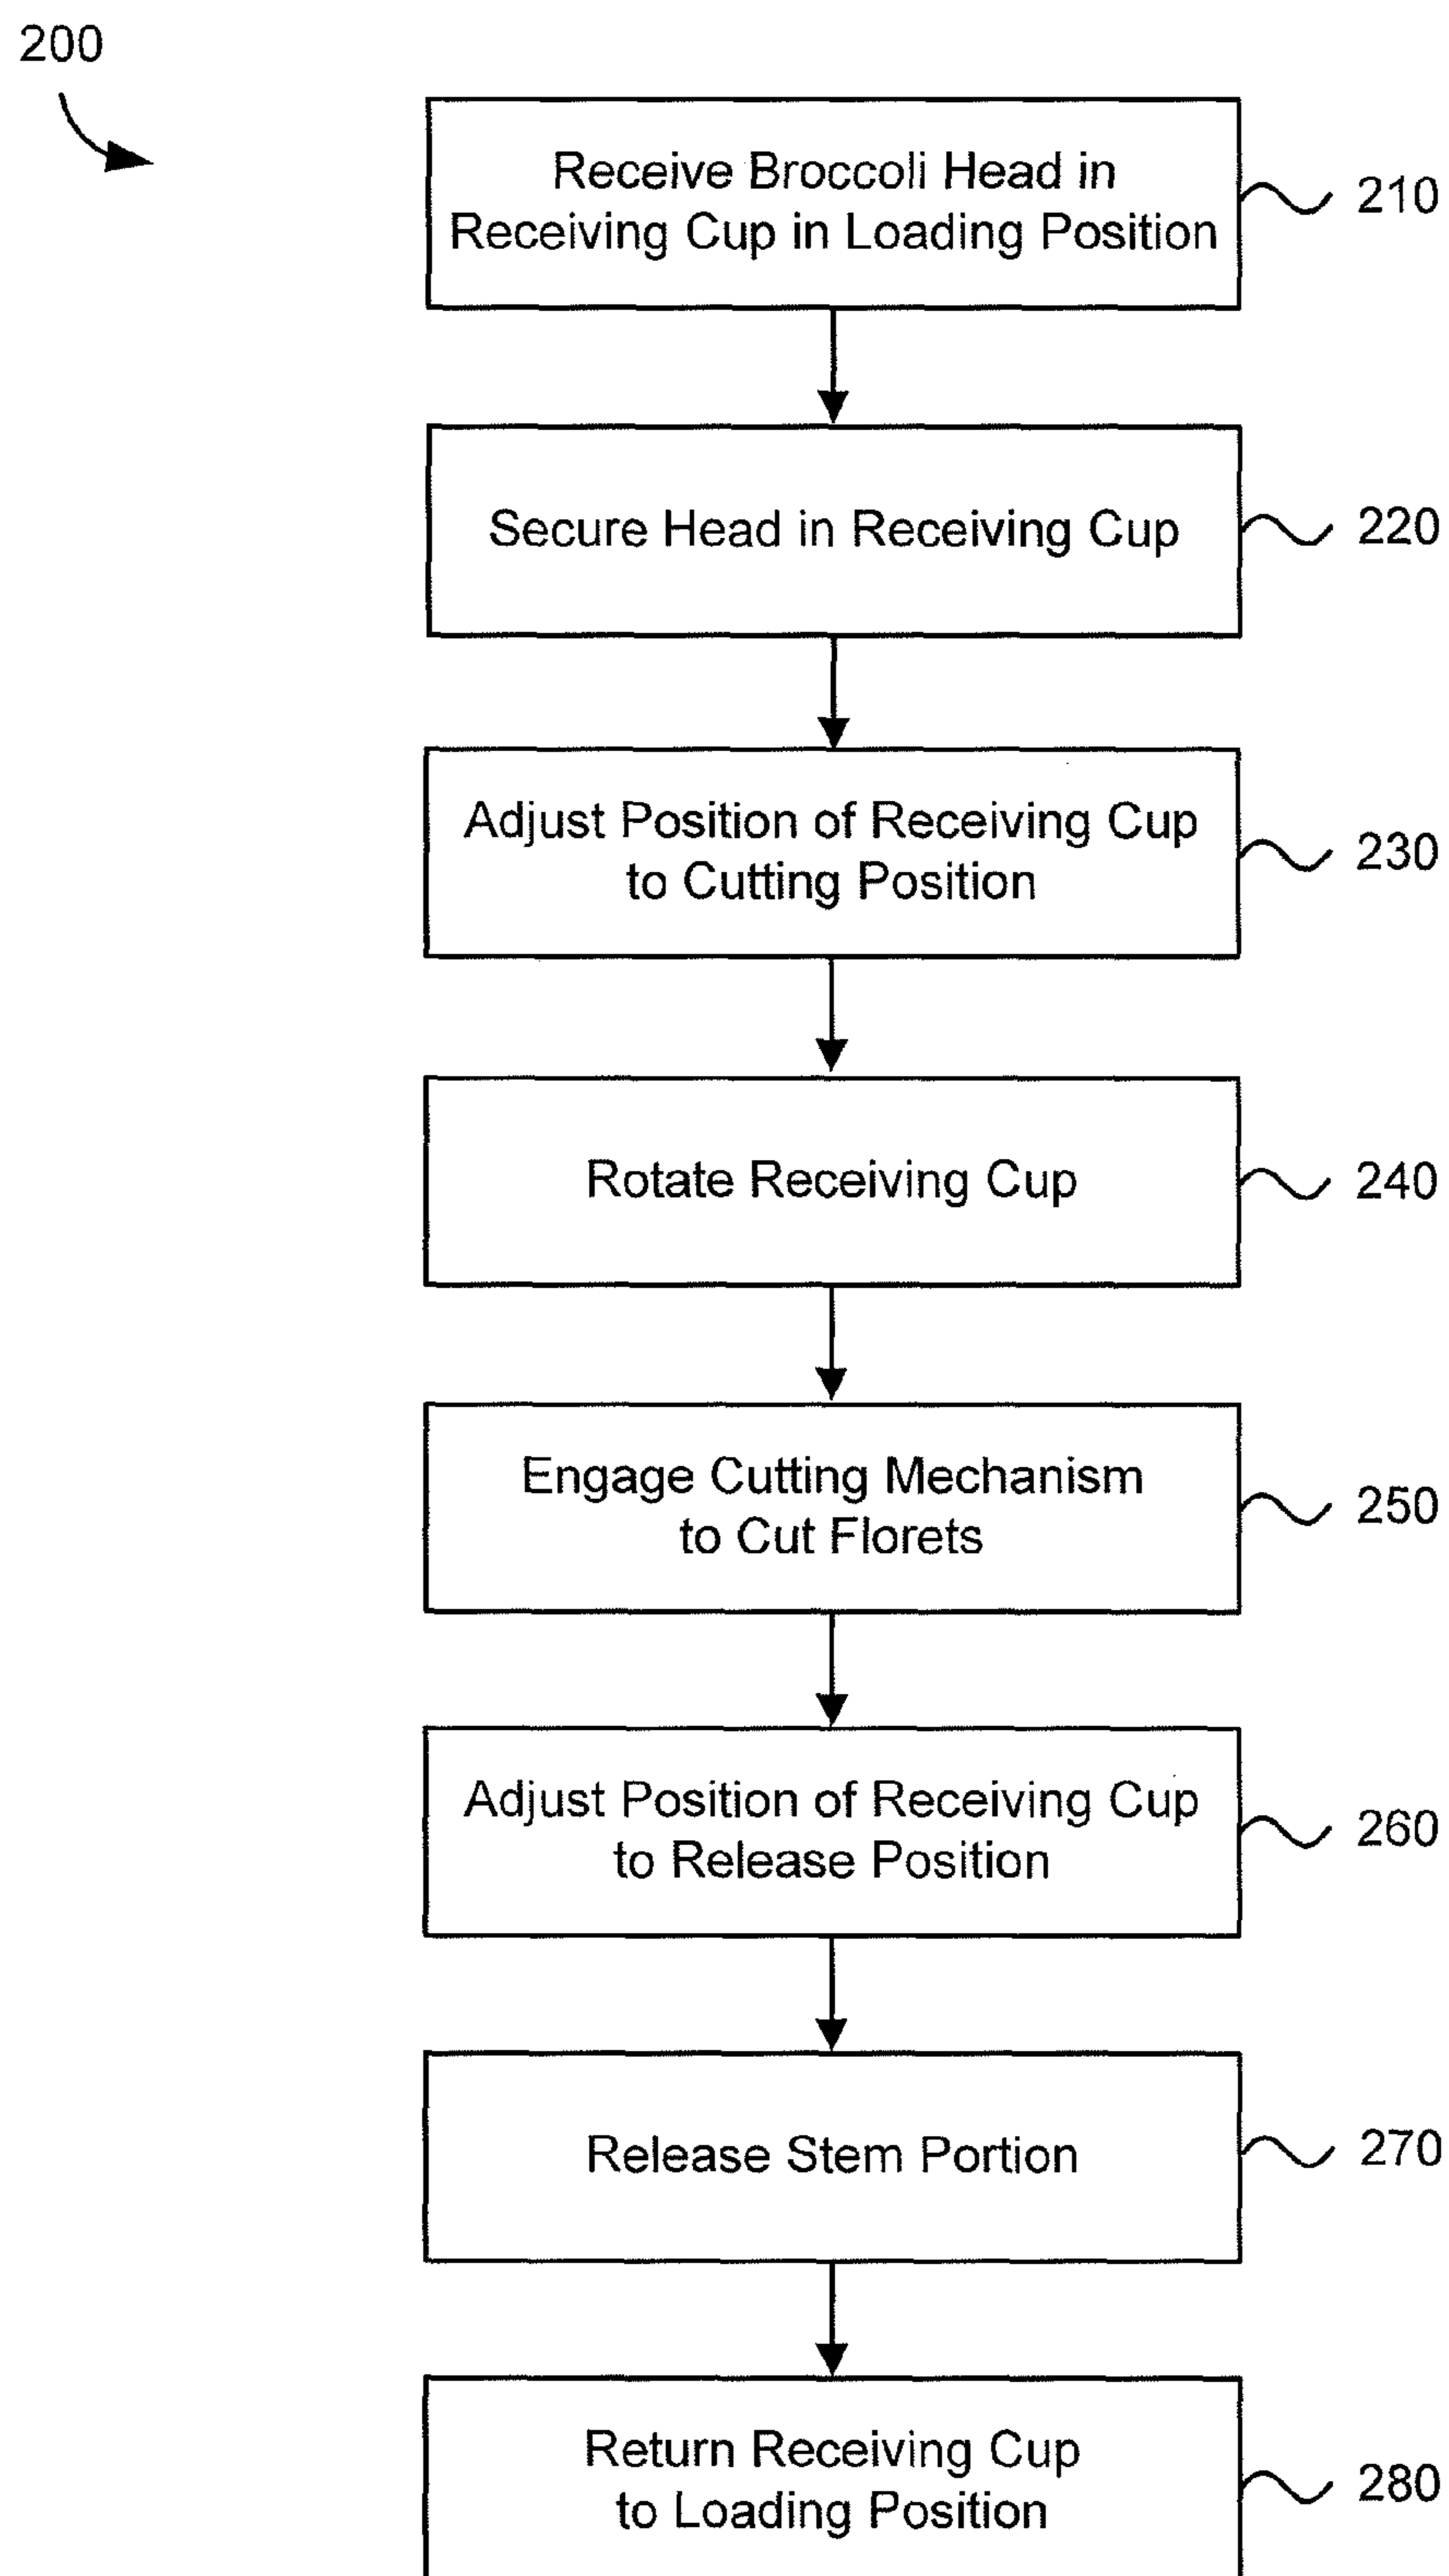 200
Receive Broccoli Head in
Receiving Cup in Loading Position
210
Secure Head in Receiving Cup
220
Adjust Position of Receiving Cup
to Cutting Position
230
Rotate Receiving Cup
240
Engage Cutting Mechanism
to Cut Florets
250
Adjust Position of Receiving Cup
to Release Position
260
Release Stem Portion
270
Return Receiving Cup
to Loading Position
280